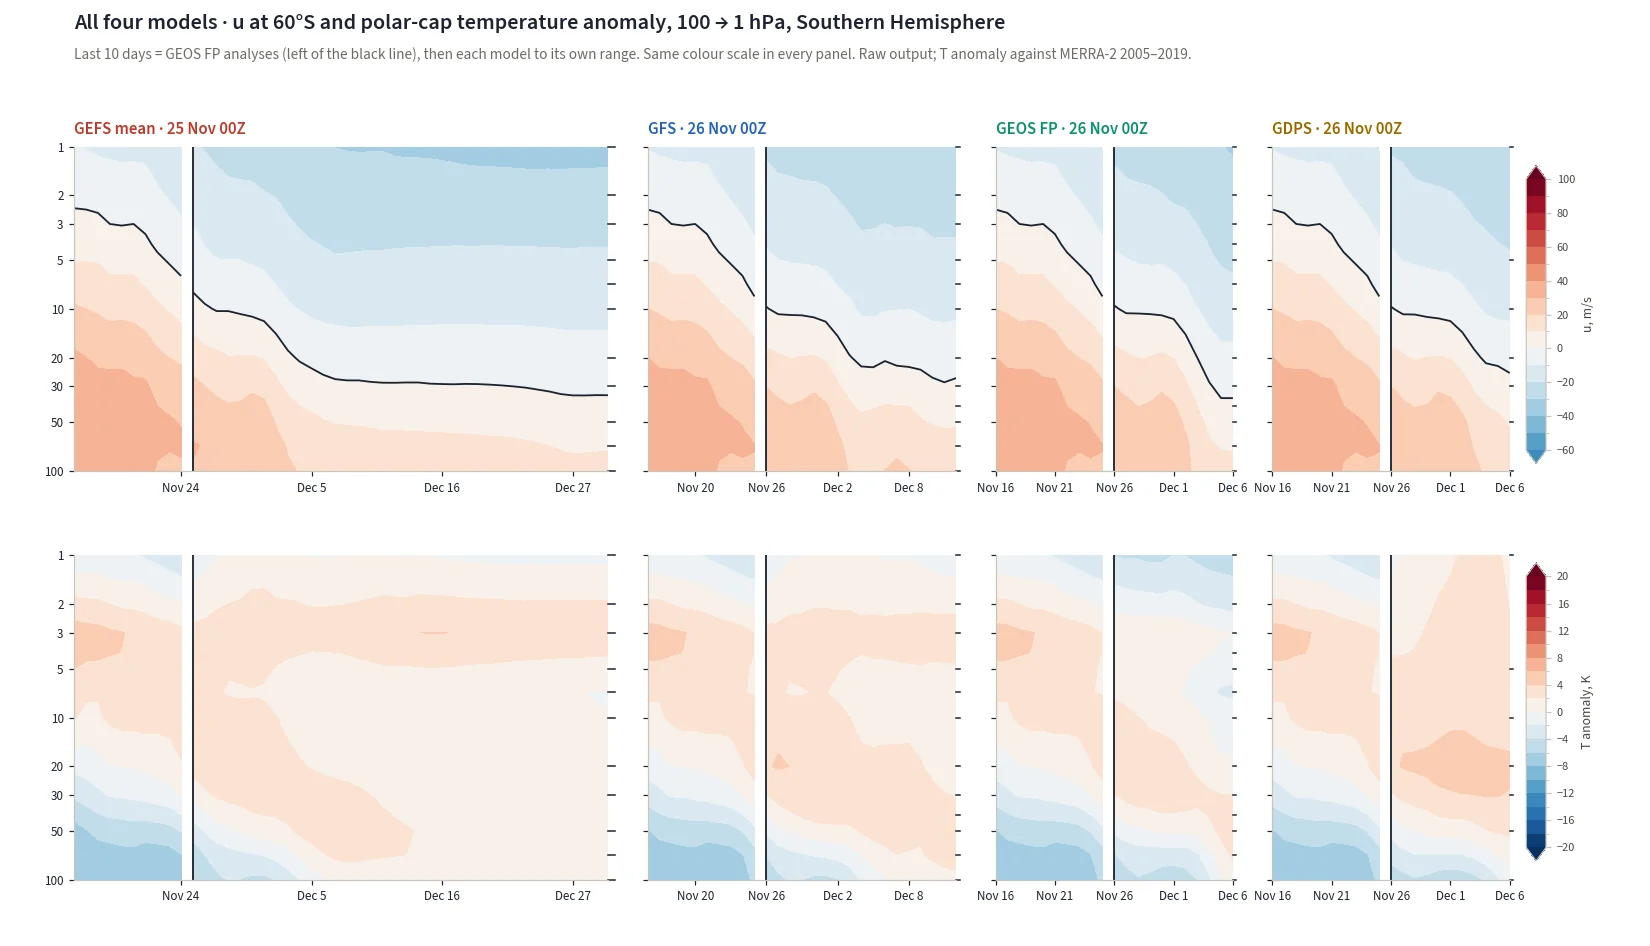 All four models · u at 60°S and polar-cap temperature anomaly, 100 → 1 hPa, Southern Hemisphere
Last 10 days = GEOS FP analyses (left of the black line), then each model to its own range. Same colour scale in every panel. Raw output; T anomaly against MERRA-2 2005–2019.
GEFS mean · 25 Nov 00Z
GFS · 26 Nov 00Z
GEOS FP · 26 Nov 00Z
GDPS · 26 Nov 00Z
1
2
3
5
10
20
30
50
100
Nov 24 Dec 5 Dec 16 Dec 27
Nov 20 Nov 26 Dec 2 Dec 8
Nov 16 Nov 21 Nov 26 Dec 1 Dec 6
Nov 16 Nov 21 Nov 26 Dec 1 Dec 6
100
80
60
40
20
0
−20
−40
−60
u, m/s
1
2
3
5
10
20
30
50
100
Nov 24 Dec 5 Dec 16 Dec 27
Nov 20 Nov 26 Dec 2 Dec 8
Nov 16 Nov 21 Nov 26 Dec 1 Dec 6
Nov 16 Nov 21 Nov 26 Dec 1 Dec 6
20
16
12
8
4
0
−4
−8
−12
−16
−20
T anomaly, K